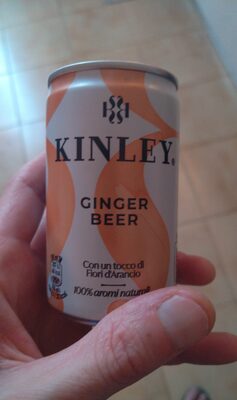 KINLEY®
GINGER
BEER
Con un tocco di
Fiori d'Arancio
100% aromi naturali